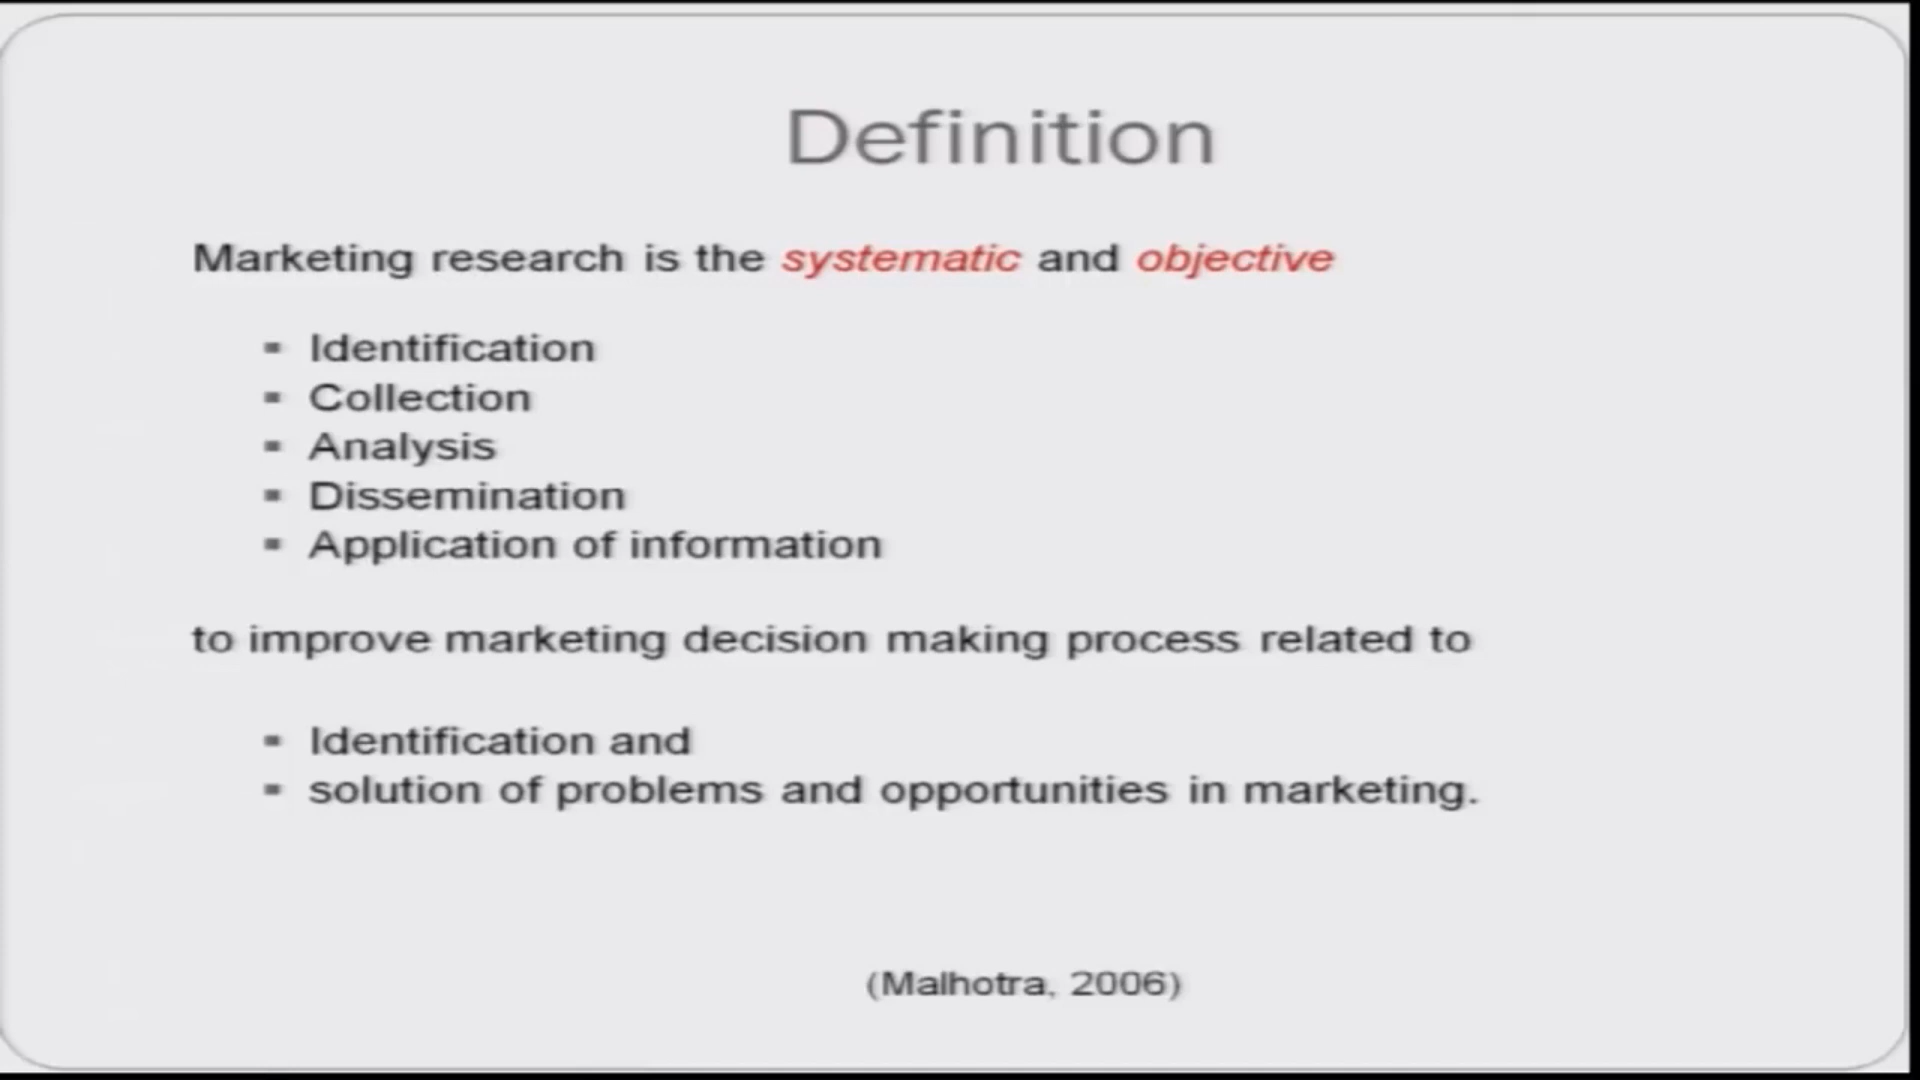 Definition
Marketing research is the systematic and objective
▪ Identification
▪ Collection
▪ Analysis
▪ Dissemination
▪ Application of information
to improve marketing decision making process related to
▪ Identification and
▪ solution of problems and opportunities in marketing.
(Malhotra, 2006)